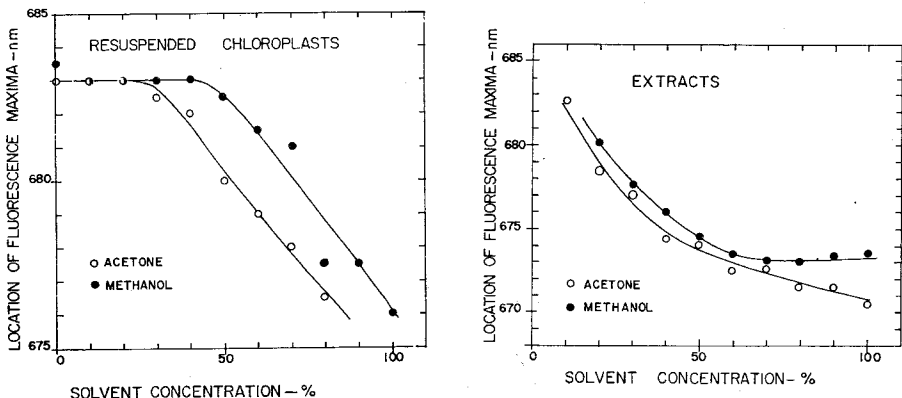 685
RESUSPENDED CHLOROPLASTS
LOCATION OF FLUORESCENCE MAXIMA - nm
680
○ ACETONE
● METHANOL
675
0
50
100
SOLVENT CONCENTRATION - %
685
EXTRACTS
LOCATION OF FLUORESCENCE MAXIMA - nm
680
675
○ ACETONE
● METHANOL
670
0
50
100
SOLVENT CONCENTRATION - %